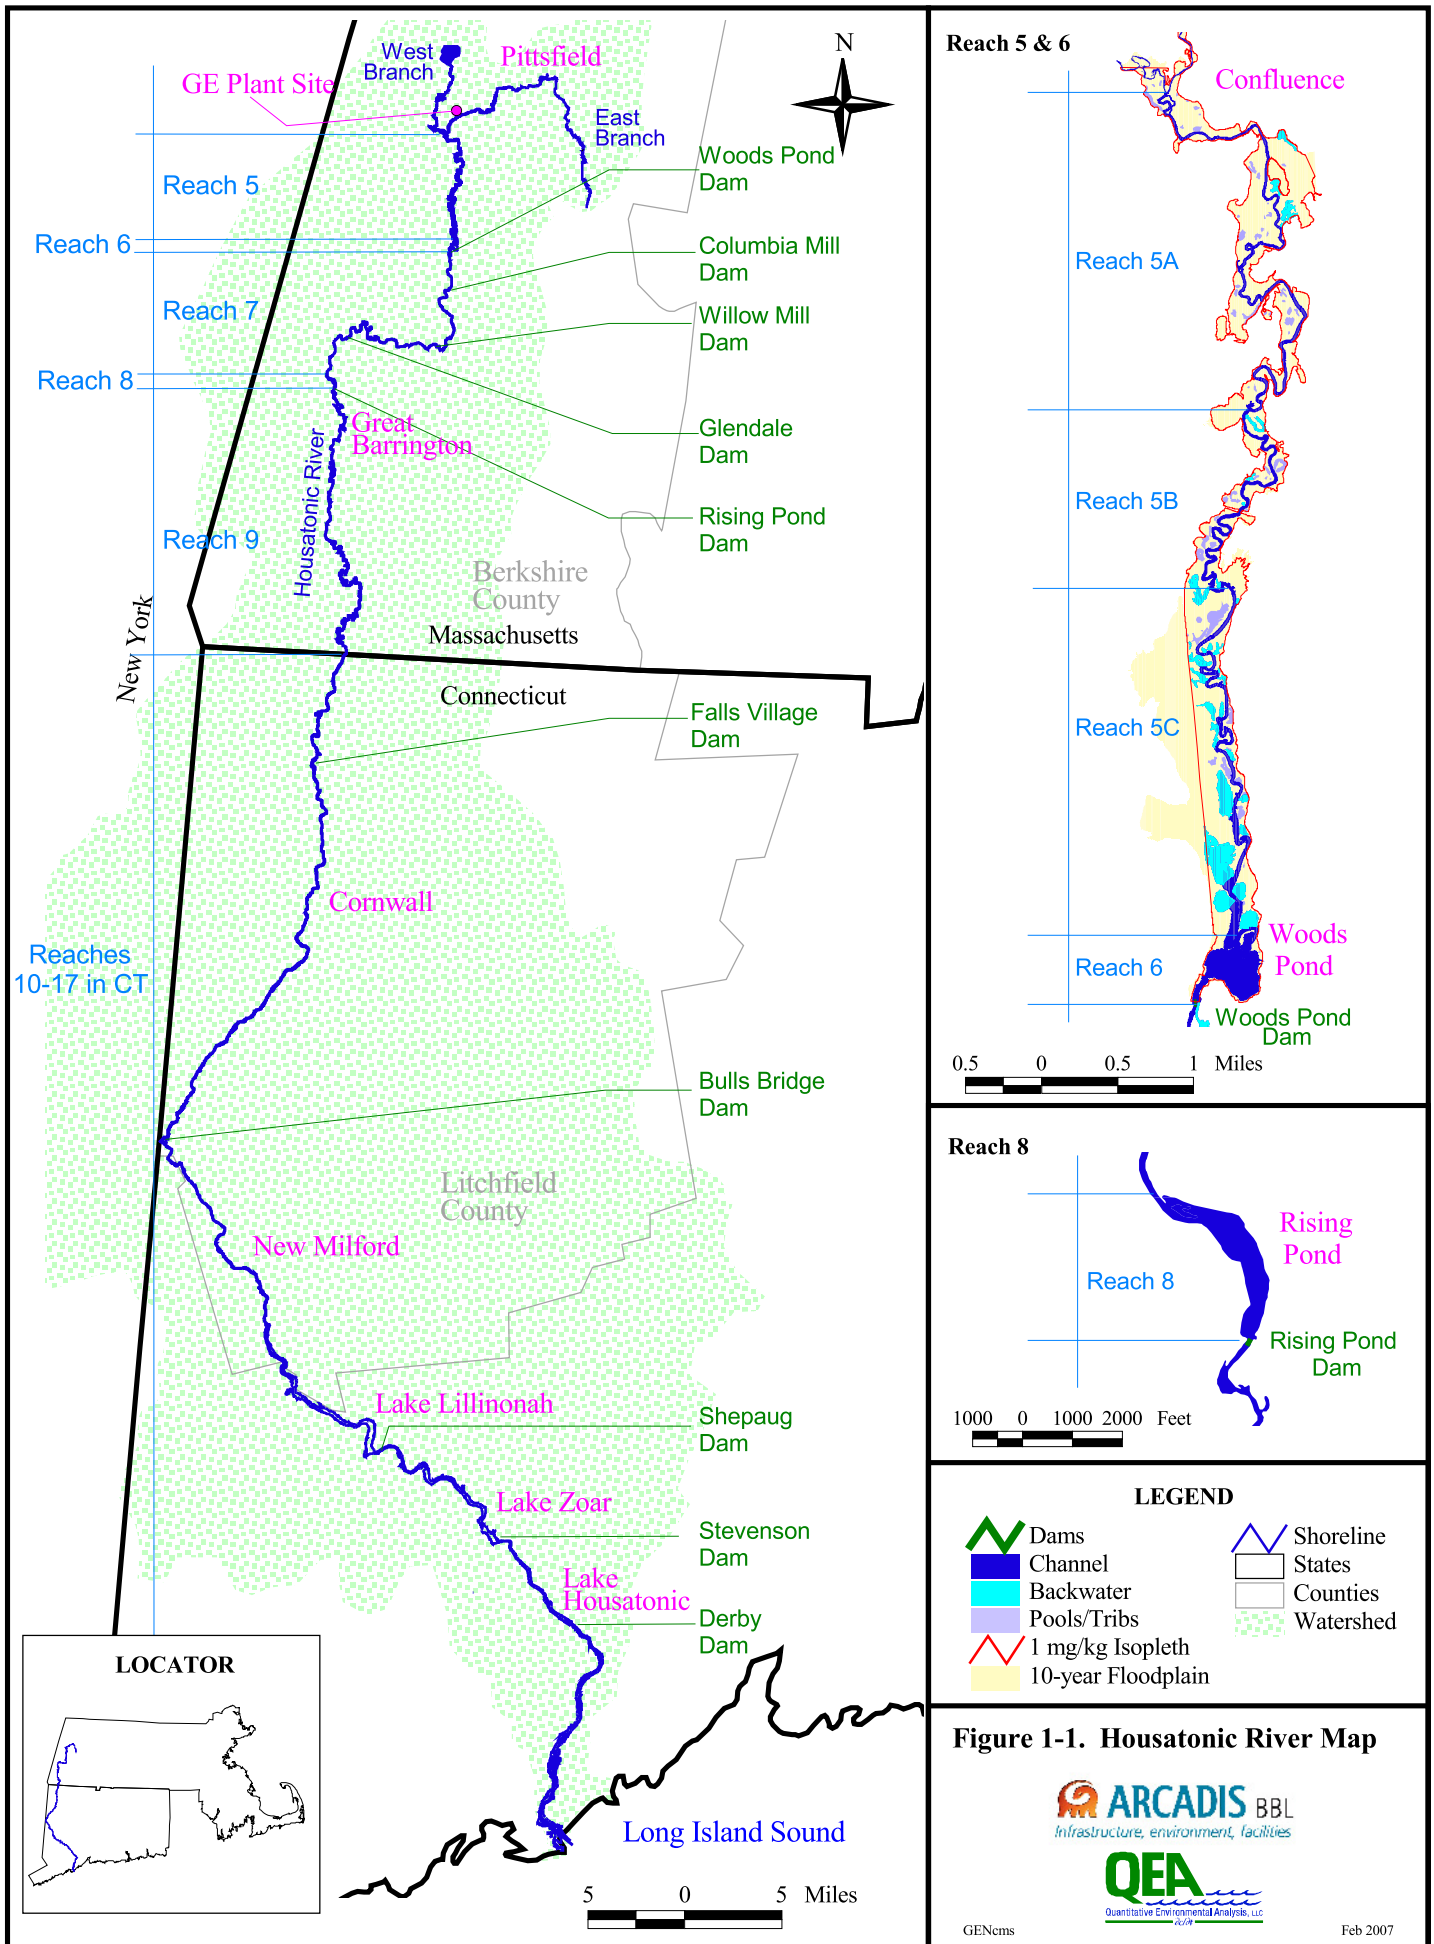 West
Branch
Pittsfield
GE Plant Site
East
Branch
N
Reach 5
Woods Pond
Dam
Reach 6
Columbia Mill
Dam
Reach 7
Willow Mill
Dam
Reach 8
Great
Barrington
Glendale
Dam
Housatonic River
Rising Pond
Dam
Reach 9
Berkshire
County
New York
Massachusetts
Connecticut
Falls Village
Dam
Cornwall
Reaches
10-17 in CT
Bulls Bridge
Dam
Litchfield
County
New Milford
Lake Lillinonah
Shepaug
Dam
Lake Zoar
Stevenson
Dam
Lake
Housatonic
Derby
Dam
LOCATOR
Long Island Sound
5 0 5 Miles
Reach 5 & 6
Confluence
Reach 5A
Reach 5B
Reach 5C
Woods
Pond
Reach 6
Woods Pond
Dam
0.5 0 0.5 1 Miles
Reach 8
Rising
Pond
Reach 8
Rising Pond
Dam
1000 0 1000 2000 Feet
LEGEND
Dams
Channel
Backwater
Pools/Tribs
1 mg/kg Isopleth
10-year Floodplain
Shoreline
States
Counties
Watershed
Figure 1-1. Housatonic River Map
ARCADIS BBL
Infrastructure, environment, facilities
QEA
Quantitative Environmental Analysis, LLC
GENcms
Feb 2007